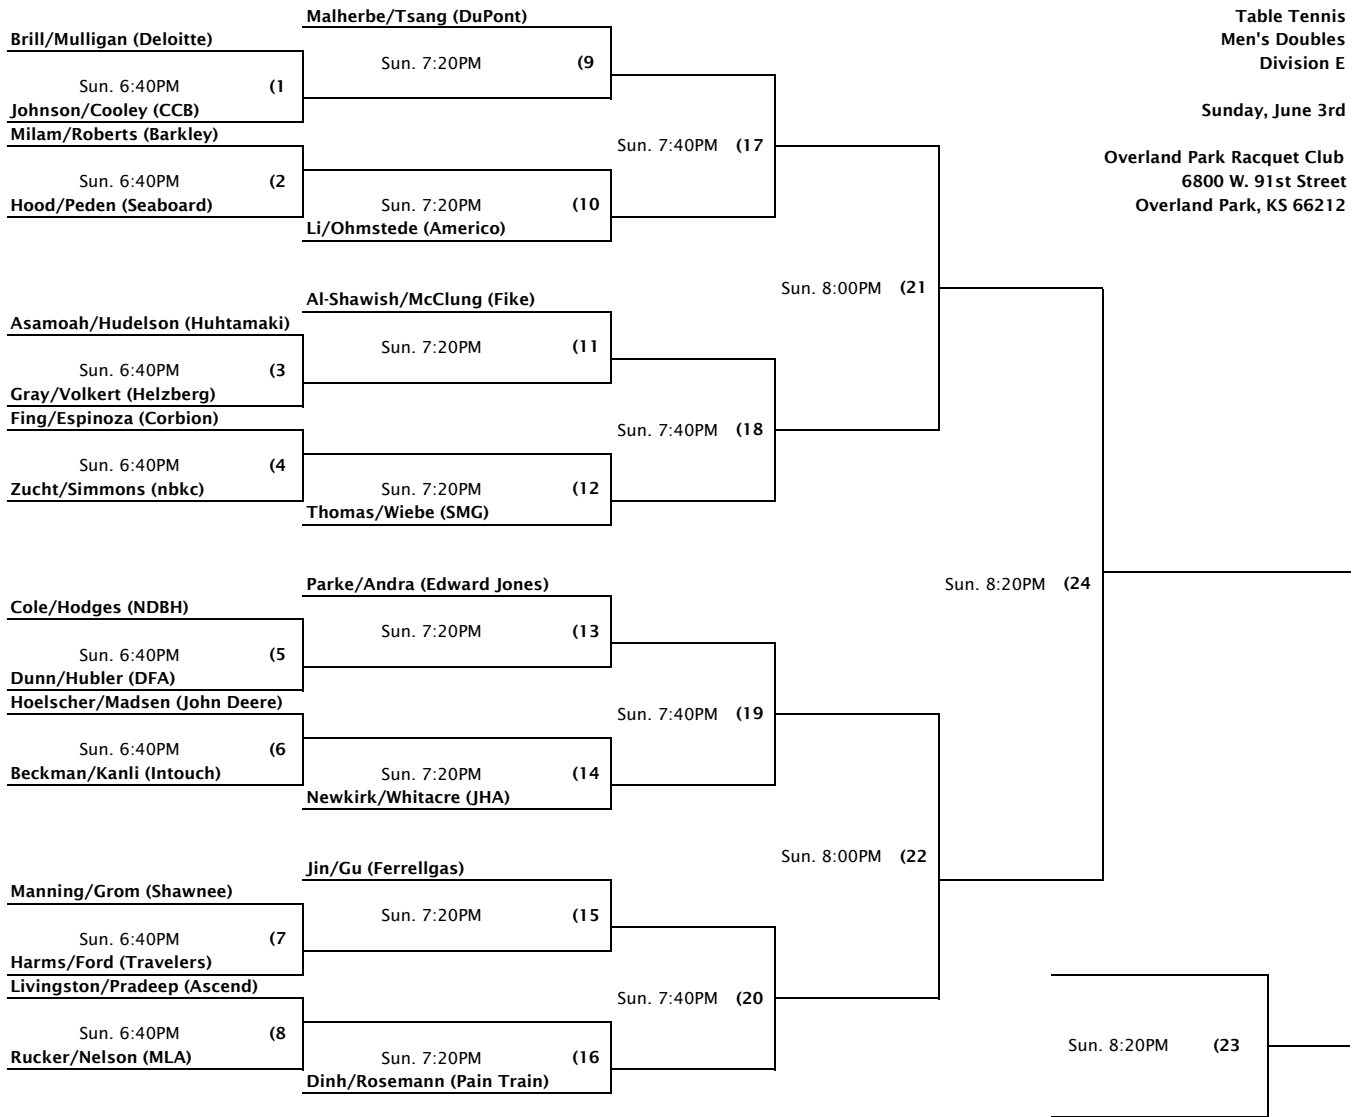 Malherbe/Tsang (DuPont)
Table Tennis
Brill/Mulligan (Deloitte)
Men's Doubles
Sun. 7:20PM (9
Division E
Sun. 6:40PM (1
Johnson/Cooley (CCB)
Sunday, June 3rd
Milam/Roberts (Barkley)
Sun. 7:40PM (17
Overland Park Racquet Club
Sun. 6:40PM (2
6800 W. 91st Street
Hood/Peden (Seaboard)
Sun. 7:20PM (10
Overland Park, KS 66212
Li/Ohmstede (Americo)
Sun. 8:00PM (21
Al-Shawish/McClung (Fike)
Asamoah/Hudelson (Huhtamaki)
Sun. 7:20PM (11
Sun. 6:40PM (3
Gray/Volkert (Helzberg)
Fing/Espinoza (Corbion)
Sun. 7:40PM (18
Sun. 6:40PM (4
Zucht/Simmons (nbkc)
Sun. 7:20PM (12
Thomas/Wiebe (SMG)
Parke/Andra (Edward Jones)
Sun. 8:20PM (24
Cole/Hodges (NDBH)
Sun. 7:20PM (13
Sun. 6:40PM (5
Dunn/Hubler (DFA)
Hoelscher/Madsen (John Deere)
Sun. 7:40PM (19
Sun. 6:40PM (6
Beckman/Kanli (Intouch)
Sun. 7:20PM (14
Newkirk/Whitacre (JHA)
Sun. 8:00PM (22
Jin/Gu (Ferrellgas)
Manning/Grom (Shawnee)
Sun. 7:20PM (15
Sun. 6:40PM (7
Harms/Ford (Travelers)
Livingston/Pradeep (Ascend)
Sun. 7:40PM (20
Sun. 6:40PM (8
Rucker/Nelson (MLA)
Sun. 7:20PM (16
Sun. 8:20PM (23
Dinh/Rosemann (Pain Train)